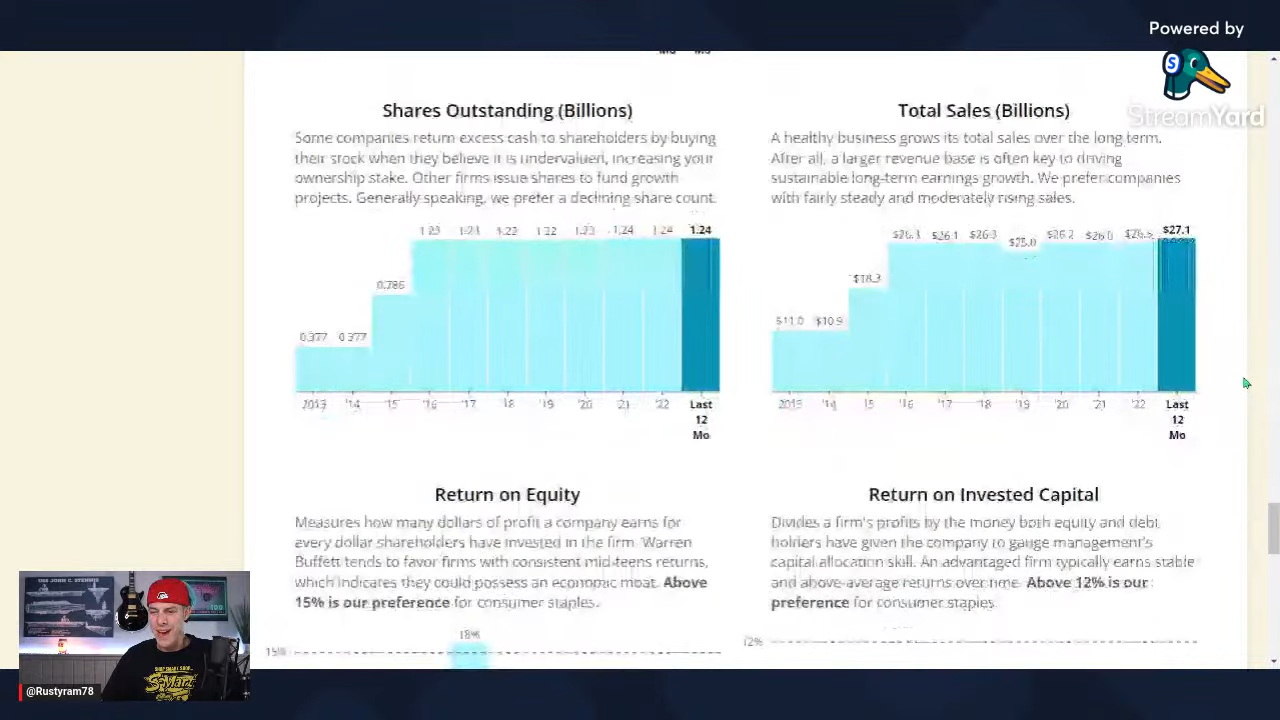 Powered by
StreamYard
Shares Outstanding (Billions)
Some companies return excess cash to shareholders by buying
their stock when they believe it is undervalued, increasing your
ownership stake. Other firms issue shares to fund growth
projects. Generally speaking, we prefer a declining share count.
1.23 1.23 1.22 1.22 1.23 1.24 1.24 1.24
0.786
0.377 0.377
2013 '14 '15 '16 '17 '18 '19 '20 '21 '22 Last
12
Mo
Total Sales (Billions)
A healthy business grows its total sales over the long term.
After all, a larger revenue base is often key to driving
sustainable long-term earnings growth. We prefer companies
with fairly steady and moderately rising sales.
$26.1 $26.3 $25.0 $26.2 $26.0 $26.5 $27.1
$18.3
$11.0 $10.9
2013 '14 '15 '16 '17 '18 '19 '20 '21 '22 Last
12
Mo
Return on Equity
Measures how many dollars of profit a company earns for
every dollar shareholders have invested in the firm. Warren
Buffett tends to favor firms with consistent mid-teens returns,
which indicates they could possess an economic moat. Above
15% is our preference for consumer staples.
18%
15%
Return on Invested Capital
Divides a firm's profits by the money both equity and debt
holders have given the company to gauge management's
capital allocation skill. An advantaged firm typically earns stable
and above-average returns over time. Above 12% is our
preference for consumer staples.
12%
USS JOHN C. STENNIS
@Rustyram78